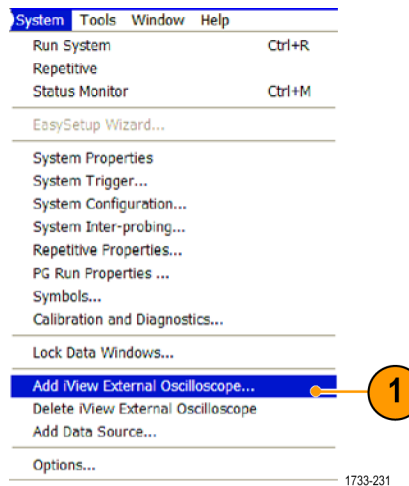 System Tools Window Help
Run System Ctrl+R
Repetitive
Status Monitor Ctrl+M
EasySetup Wizard...
System Properties
System Trigger...
System Configuration...
System Inter-probing...
Repetitive Properties...
PG Run Properties ...
Symbols...
Calibration and Diagnostics...
Lock Data Windows...
Add iView External Oscilloscope...
1
Delete iView External Oscilloscope
Add Data Source...
Options...
1733-231